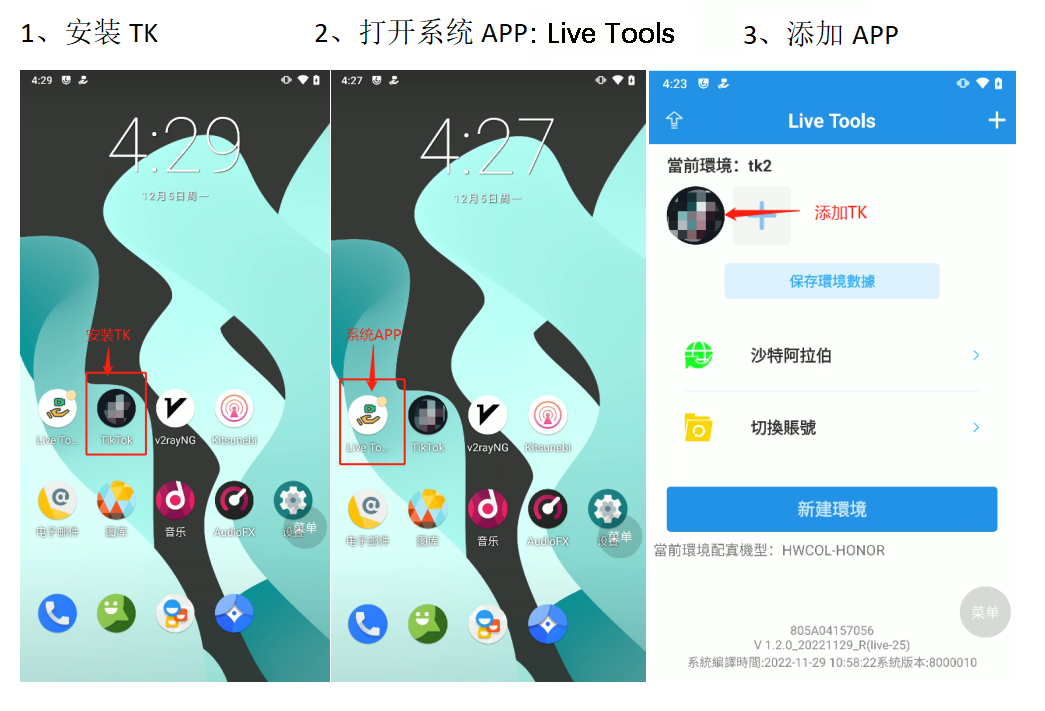 1、安装 TK
2、打开系统 APP: Live Tools
3、添加 APP
4:29
4:29
12月5日周一
安装TK
Live To...
TikTok
v2rayNG
Kitsunebi
电子邮件
图库
音乐
AudioFX
设置
菜单
4:27
4:27
12月5日周一
系统APP
Live To...
TikTok
v2rayNG
Kitsunebi
电子邮件
图库
音乐
AudioFX
设置
菜单
4:23
Live Tools
當前環境：tk2
添加TK
保存環境數據
沙特阿拉伯
切換賬號
新建環境
當前環境配置機型：HWCOL-HONOR
菜单
805A04157056
V 1.2.0_20221129_R(live-25)
系統編譯時間:2022-11-29 10:58:22系統版本:8000010